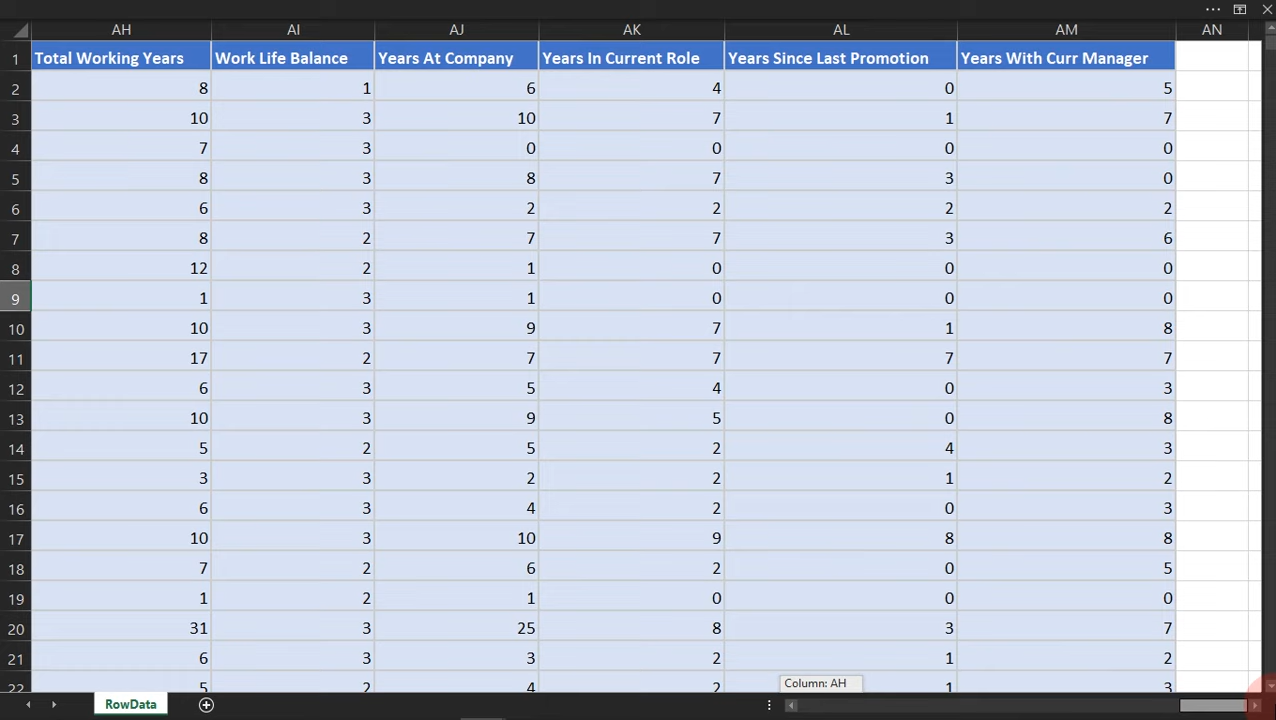 AH AI AJ AK AL AM AN
1 Total Working Years Work Life Balance Years At Company Years In Current Role Years Since Last Promotion Years With Curr Manager
2 8 1 6 4 0 5
3 10 3 10 7 1 7
4 7 3 0 0 0 0
5 8 3 8 7 3 0
6 6 3 2 2 2 2
7 8 2 7 7 3 6
8 12 2 1 0 0 0
9 1 3 1 0 0 0
10 10 3 9 7 1 8
11 17 2 7 7 7 7
12 6 3 5 4 0 3
13 10 3 9 5 0 8
14 5 2 5 2 4 3
15 3 3 2 2 1 2
16 6 3 4 2 0 3
17 10 3 10 9 8 8
18 7 2 6 2 0 5
19 1 2 1 0 0 0
20 31 3 25 8 3 7
21 6 3 3 2 1 2
22 5 2 4 2 1 3
Column: AH
RowData